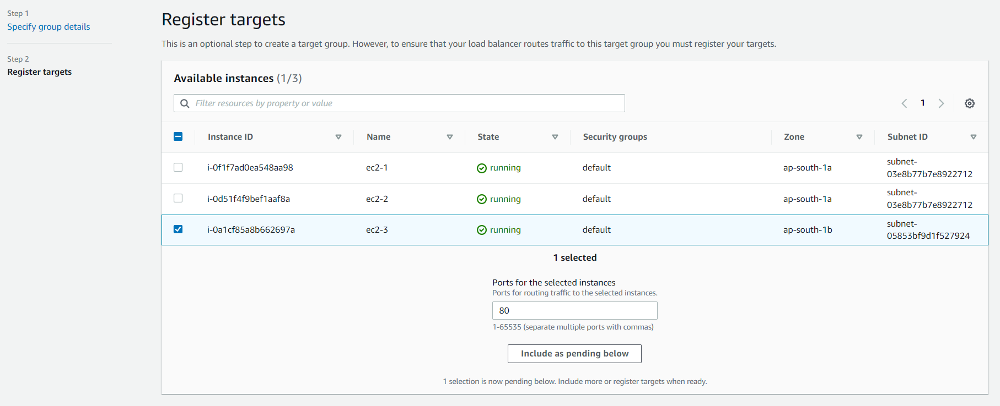 Step 1
Specify group details
Step 2
Register targets
Register targets
This is an optional step to create a target group. However, to ensure that your load balancer routes traffic to this target group you must register your targets.
Available instances (1/3)
Filter resources by property or value
1
Instance ID Name State Security groups Zone Subnet ID
i-0f1f7ad0ea548aa98 ec2-1 running default ap-south-1a subnet-
03e8b77b7e8922712
i-0d51f4f9bef1aaf8a ec2-2 running default ap-south-1a subnet-
03e8b77b7e8922712
i-0a1cf85a8b662697a ec2-3 running default ap-south-1b subnet-
05853bf9d1f527924
1 selected
Ports for the selected instances
Ports for routing traffic to the selected instances.
80
1-65535 (separate multiple ports with commas)
Include as pending below
1 selection is now pending below. Include more or register targets when ready.